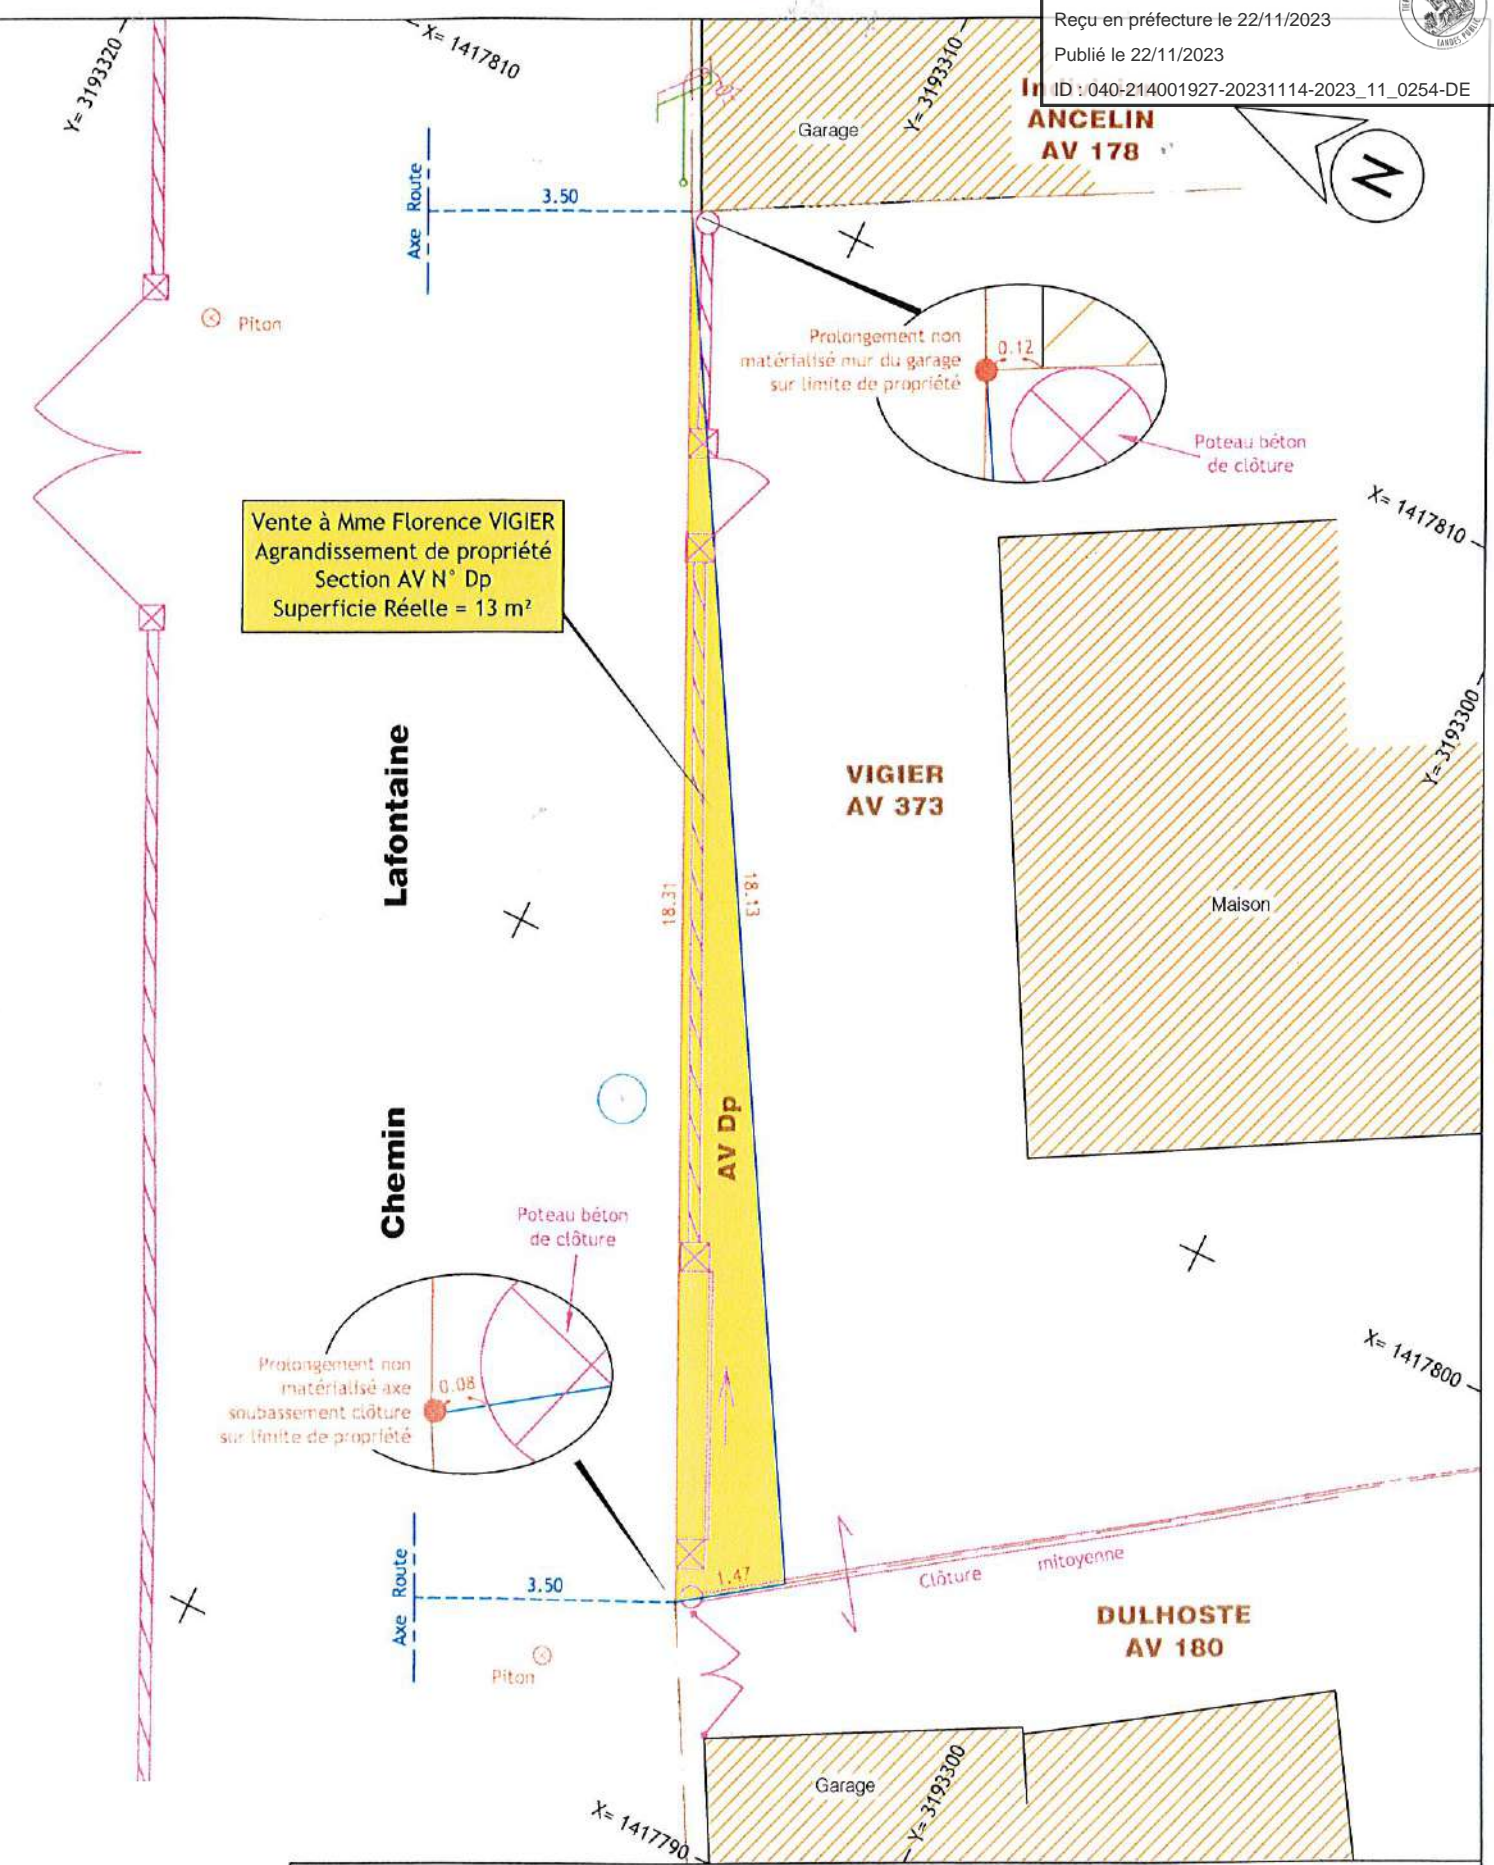 Reçu en préfecture le 22/11/2023
Publié le 22/11/2023
ID : 040-214001927-20231114-2023_11_0254-DE
LANDES PUBLIC
Y= 3193320
X= 1417810
Y= 3193310
Garage
ANCELIN
AV 178
N
Axe Route
3.50
Piton
Prolongement non
matérialisé mur du garage
sur limite de propriété
0.12
Poteau béton
de clôture
X= 1417810
Vente à Mme Florence VIGIER
Agrandissement de propriété
Section AV N° Dp
Superficie Réelle = 13 m²
Y= 3193300
VIGIER
AV 373
Chemin Lafontaine
18.31
18.13
Maison
AV Dp
Poteau béton
de clôture
Prolongement non
matérialisé axe
soubassement clôture
sur limite de propriété
0.08
X= 1417800
Axe Route
3.50
1.47
Clôture mitoyenne
DULHOSTE
AV 180
Piton
Garage
X= 1417790
Y= 3193300